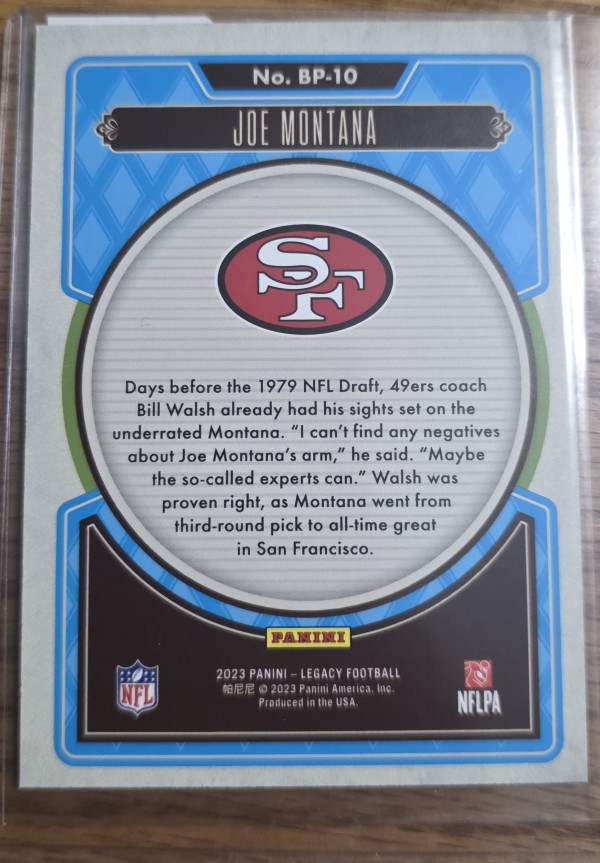 No. BP-10
JOE MONTANA
SF
Days before the 1979 NFL Draft, 49ers coach
Bill Walsh already had his sights set on the
underrated Montana. “I can’t find any negatives
about Joe Montana’s arm,” he said. “Maybe
the so-called experts can.” Walsh was
proven right, as Montana went from
third-round pick to all-time great
in San Francisco.
PANINI
2023 PANINI – LEGACY FOOTBALL
帕尼尼 © 2023 Panini America, Inc.
Produced in the USA.
NFL
NFLPA